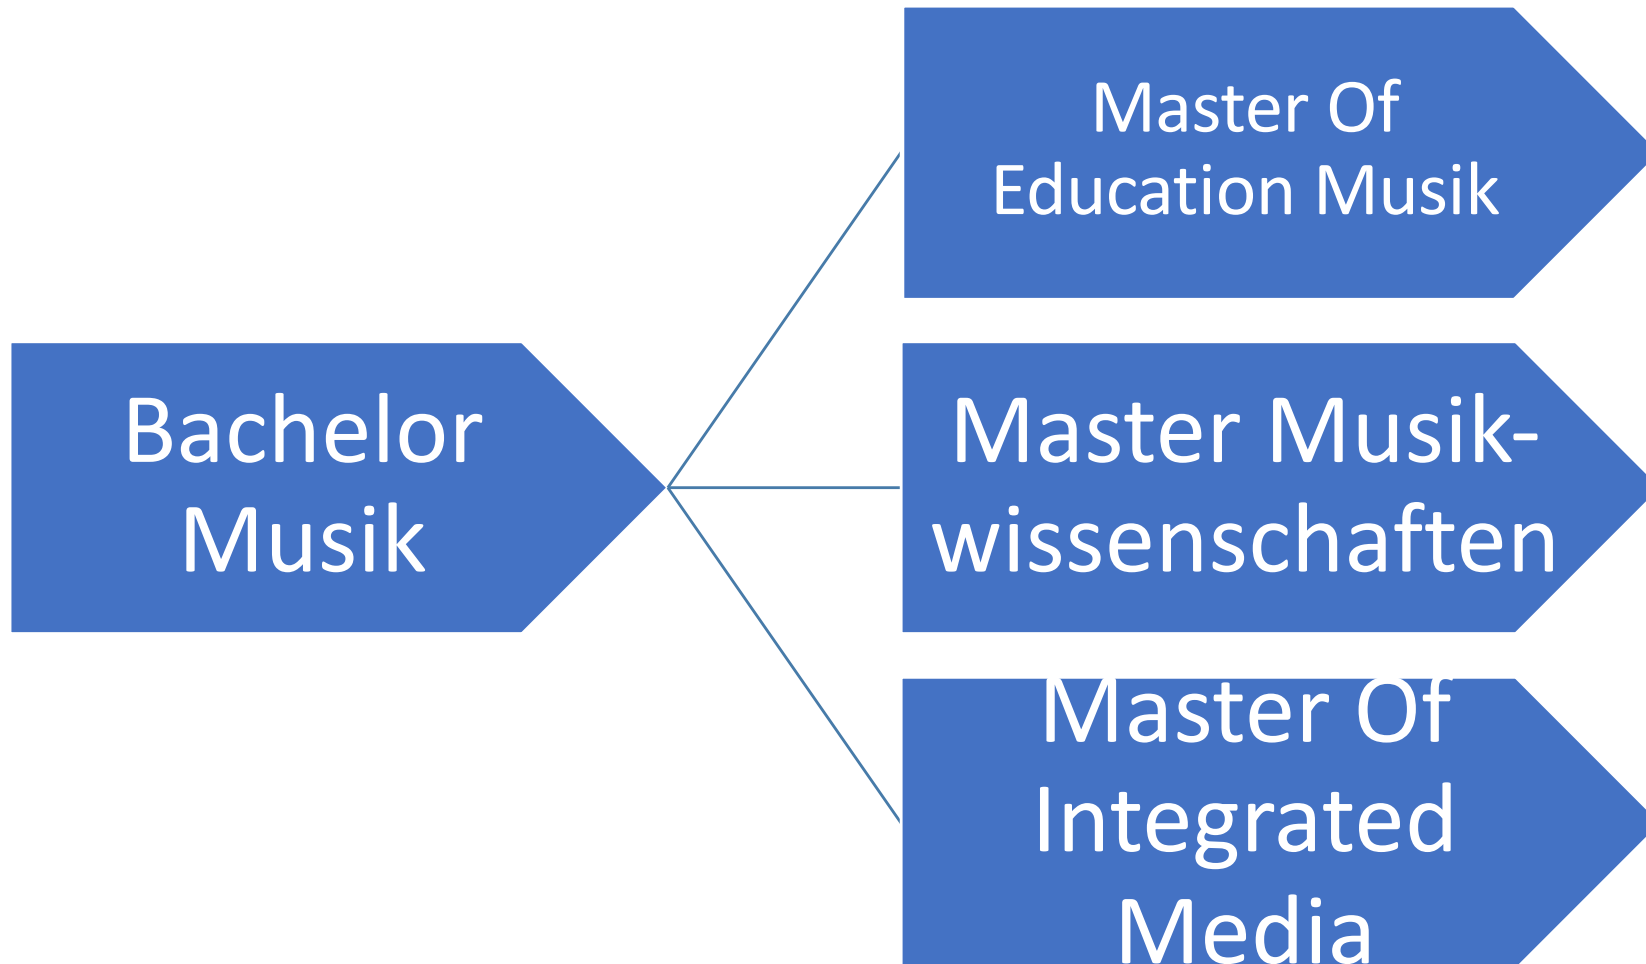 Bachelor
Musik
Master Of
Education Musik
Master Musik-
wissenschaften
Master Of
Integrated
Media